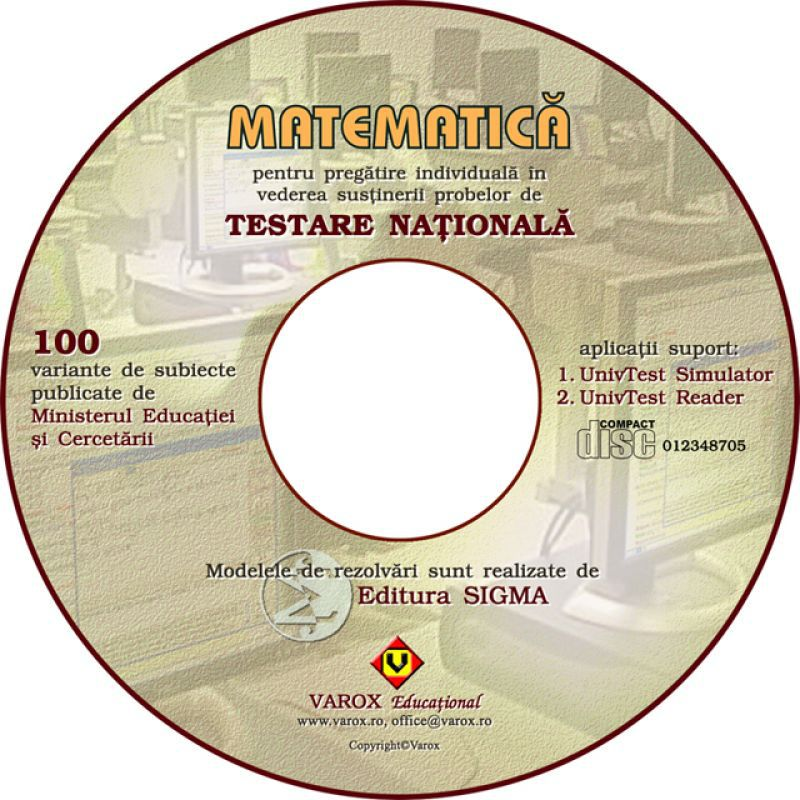 MATEMATICĂ
pentru pregătire individuală în
vederea susținerii probelor de
TESTARE NAȚIONALĂ
100
variante de subiecte
publicate de
Ministerul Educației
și Cercetării
aplicații suport:
1. UnivTest Simulator
2. UnivTest Reader
COMPACT
disc 012348705
Modelele de rezolvări sunt realizate de
Editura SIGMA
V
VAROX Educațional
www.varox.ro, office@varox.ro
Copyright©Varox